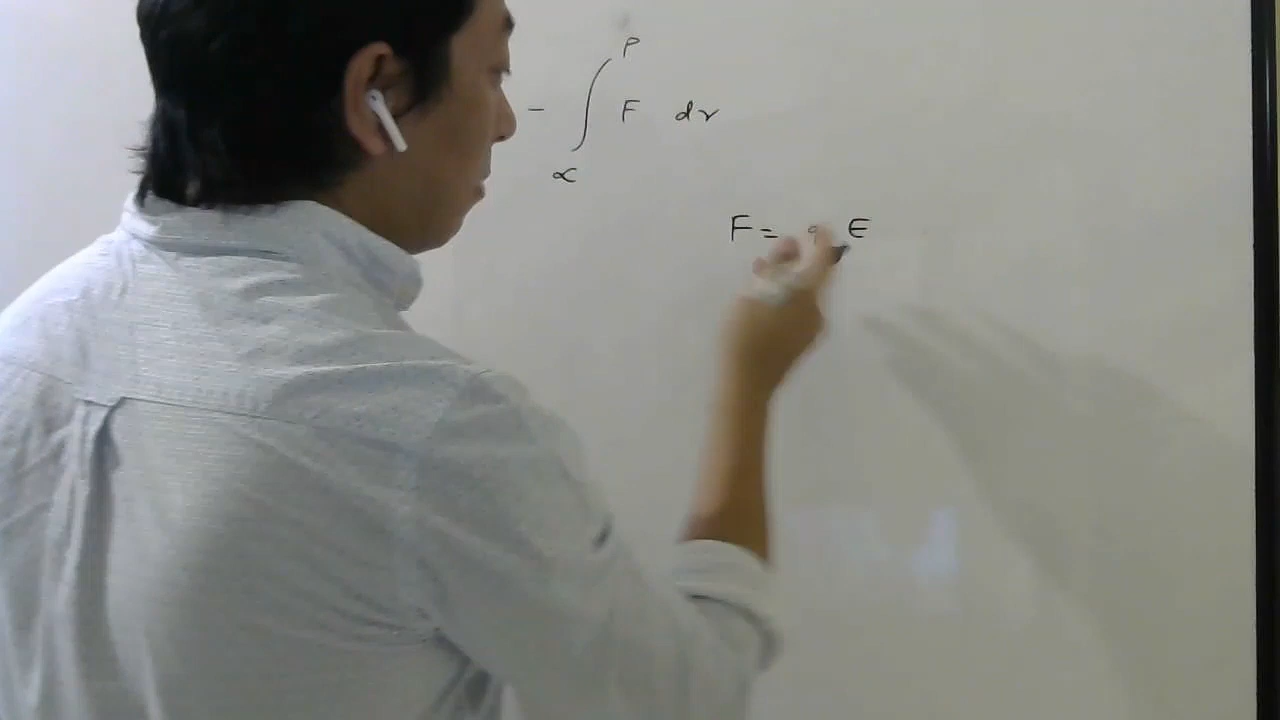 P
- ∫ F dr
∝
F = E